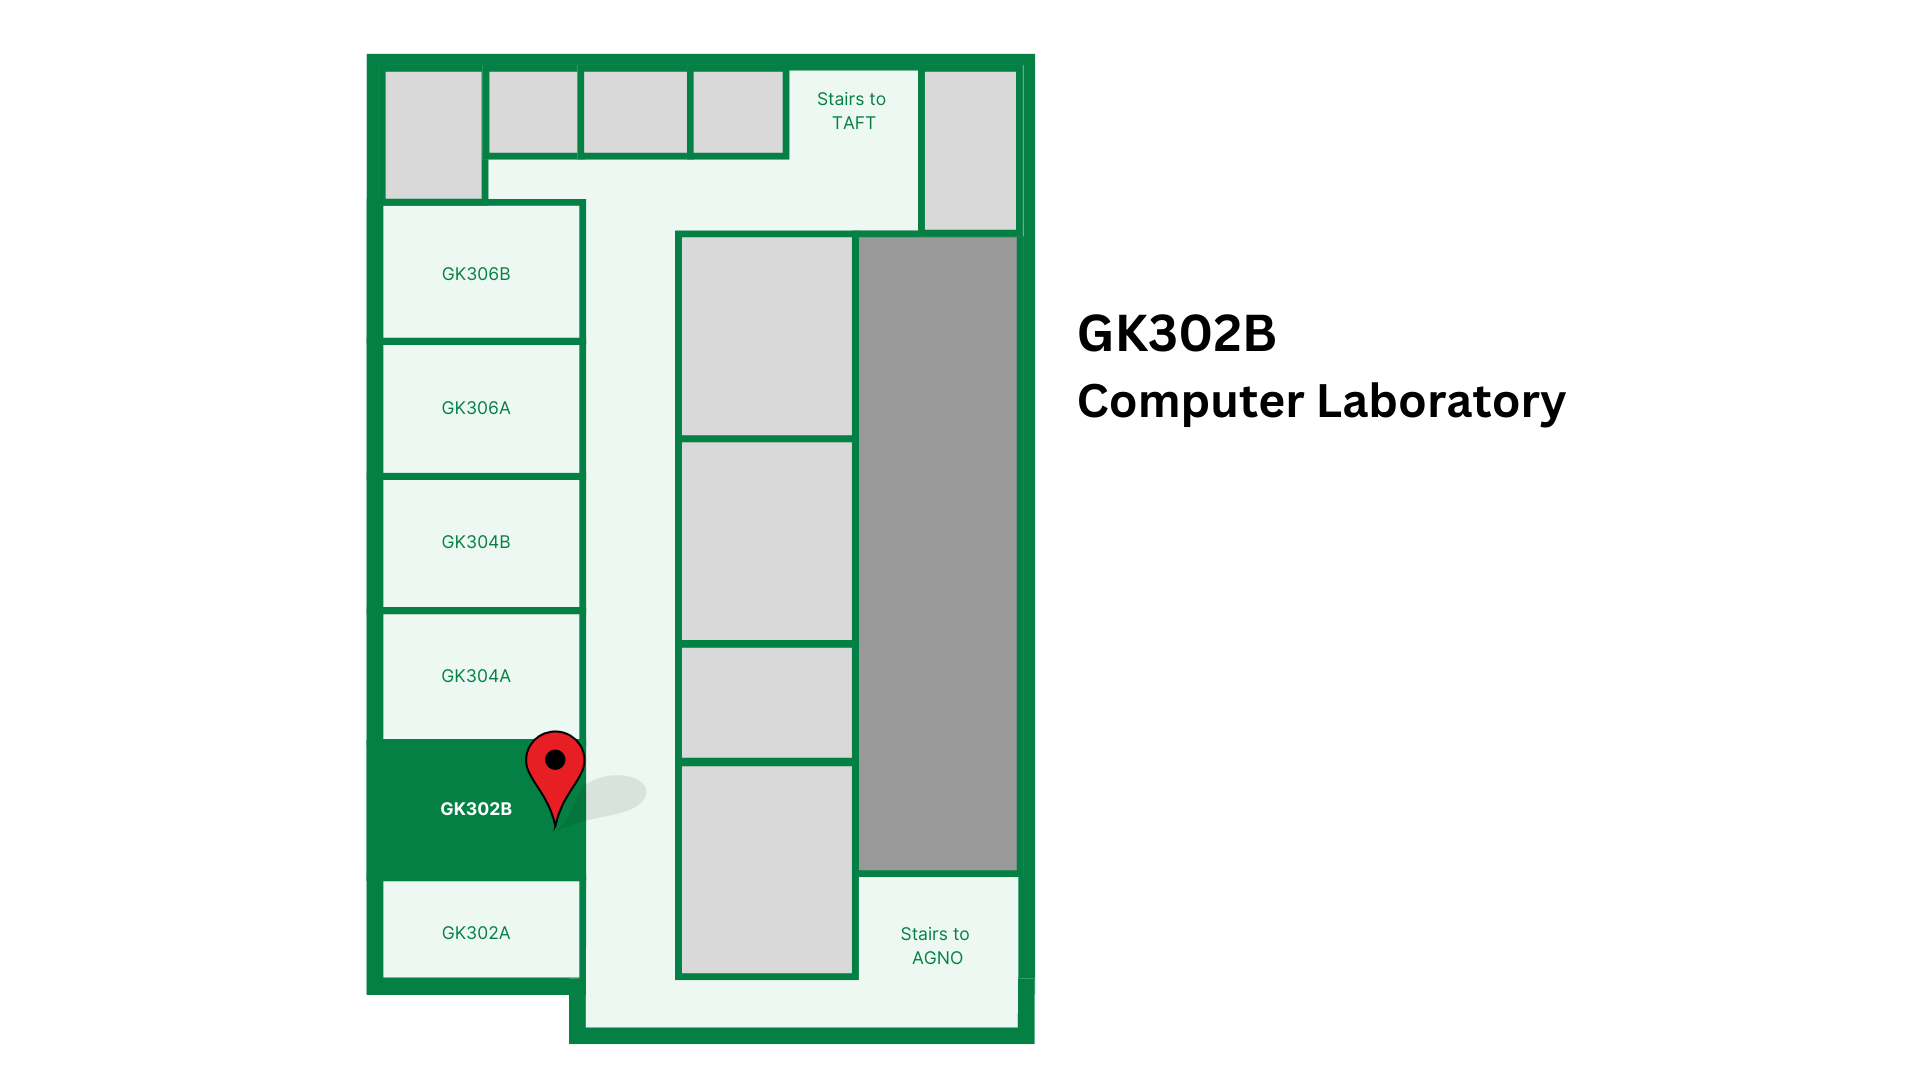 Stairs to
TAFT
GK306B
GK306A
GK304B
GK304A
GK302B
GK302A
Stairs to
AGNO
GK302B
Computer Laboratory